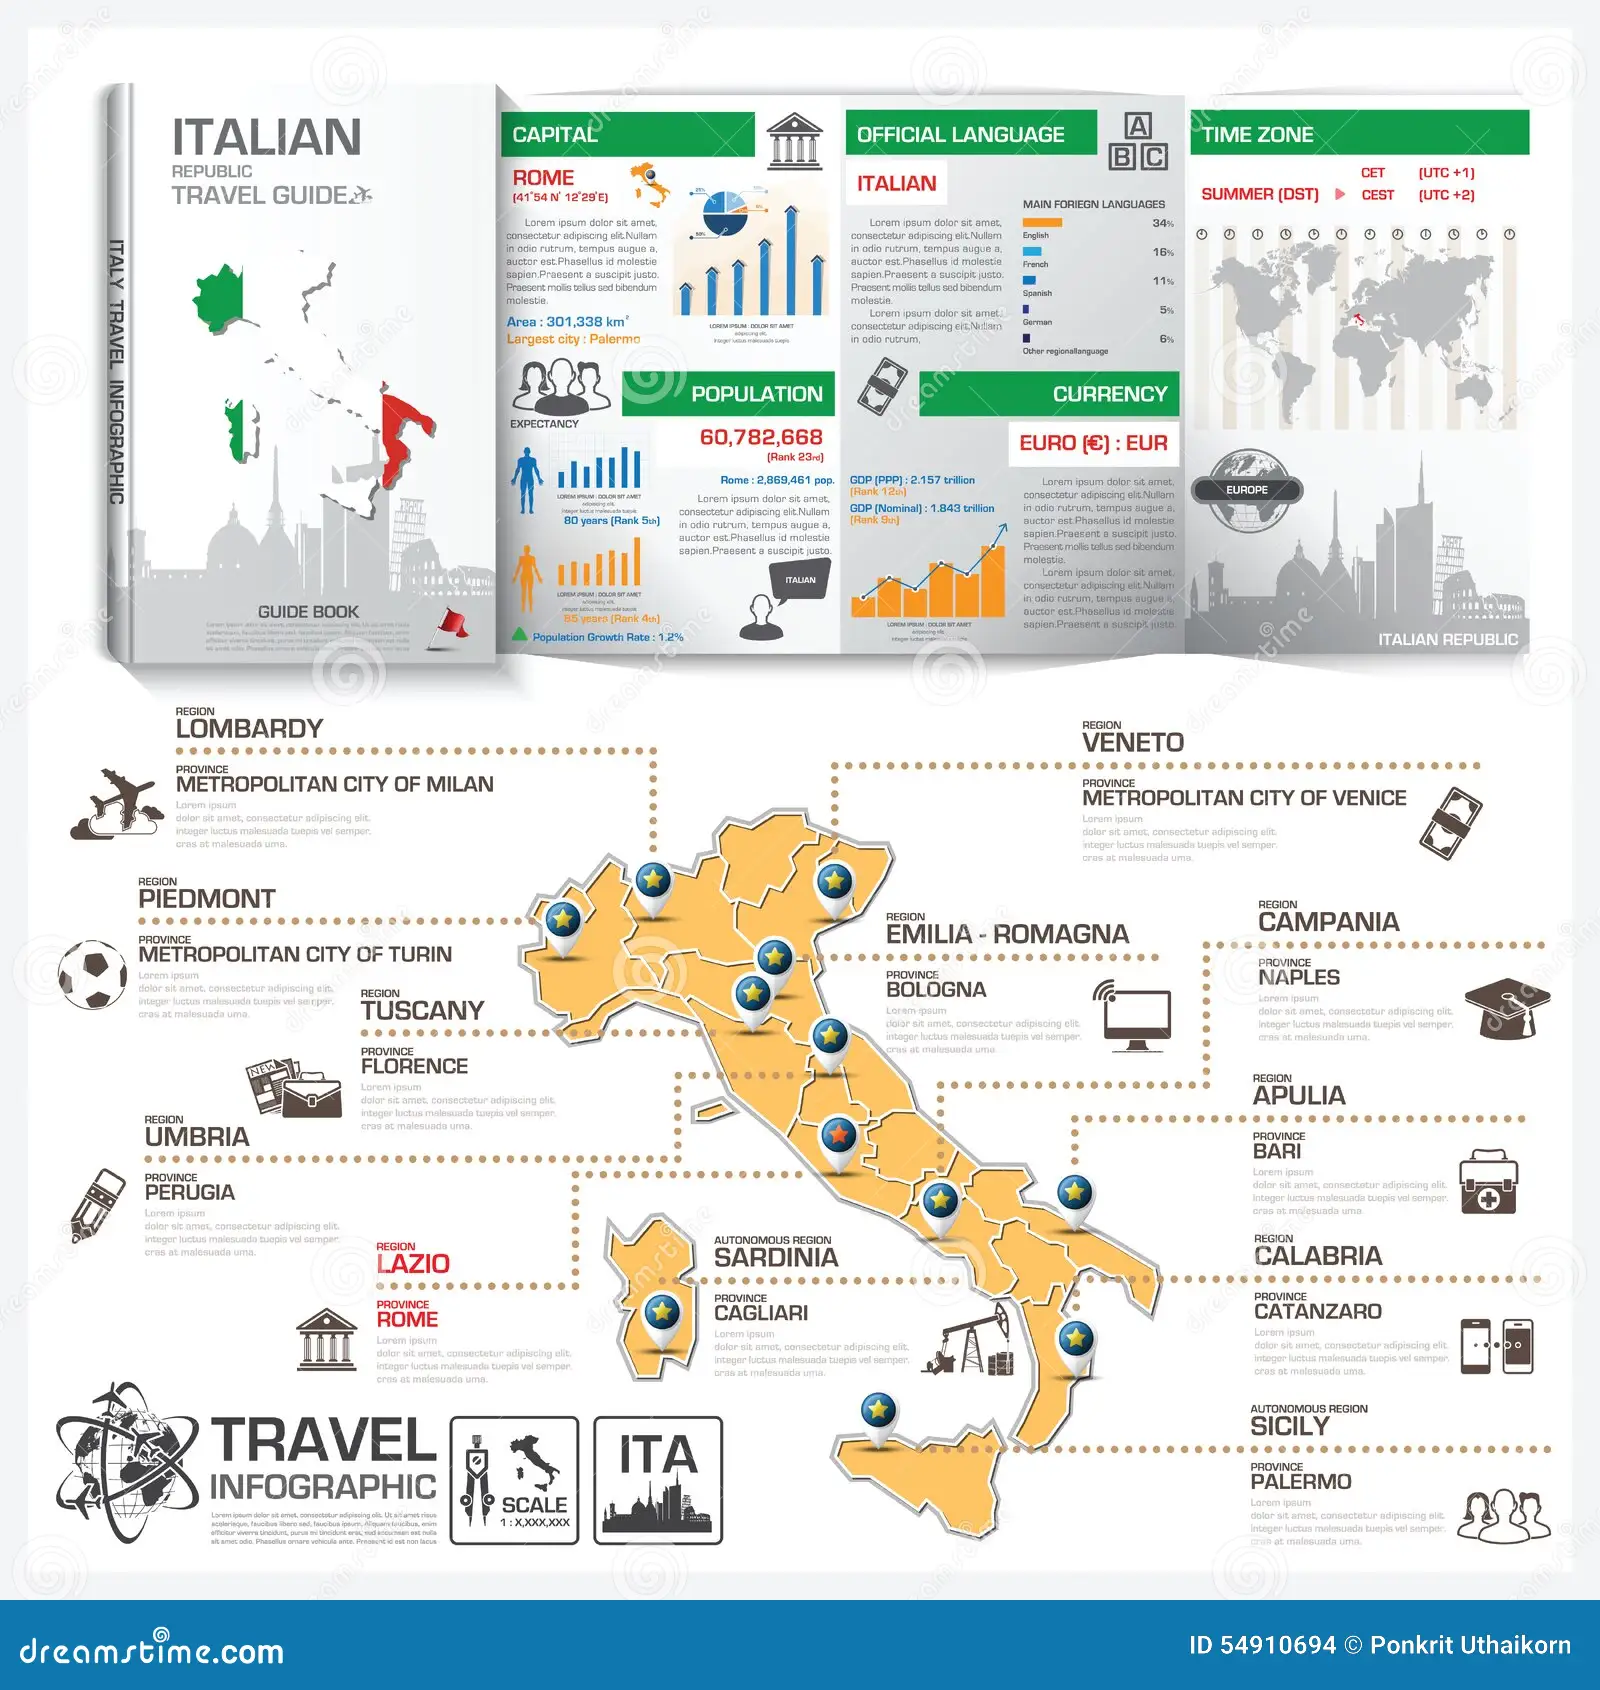 ITALIAN
REPUBLIC
TRAVEL GUIDE
ITALY TRAVEL INFOGRAPHIC
GUIDE BOOK
CAPITAL
ROME
(41°54 N' 12°29'E)
Lorem ipsum dolor sit amet,
consectetur adipiscing elit.Nullam
in odio rutrum, tempus augue a,
auctor est.Phasellus id molestie
sapien.Praesent a suscipit justo.
Praesent mollis tellus sed bibendum
molestie.
Area : 301,338 km²
Largest city : Palermo
LOREM IPSUM : DOLOR SIT AMET
EXPECTANCY
LOREM IPSUM : DOLOR SIT AMET
80 years (Rank 5th)
LOREM IPSUM : DOLOR SIT AMET
85 years (Rank 4th)
Population Growth Rate : 1.2%
POPULATION
60,782,668
(Rank 23rd)
Rome : 2,869,461 pop.
Lorem ipsum dolor sit amet,
consectetur adipiscing elit.Nullam
in odio rutrum, tempus augue a,
auctor est.Phasellus id molestie
sapien.Praesent a suscipit justo.
ITALIAN
OFFICIAL LANGUAGE
A
B C
ITALIAN
Lorem ipsum dolor sit amet,
consectetur adipiscing elit.Nullam
in odio rutrum, tempus augue a,
auctor est.Phasellus id molestie
sapien.Praesent a suscipit justo.
Praesent mollis tellus sed bibendum
molestie.
Lorem ipsum dolor sit amet,
consectetur adipiscing elit.Nullam
in odio rutrum,
MAIN FORIEGN LANGUAGES
34%
English
16%
French
11%
Spanish
5%
German
6%
Other regionallanguage
CURRENCY
EURO (€) : EUR
GDP (PPP) : 2.157 trillion
(Rank 12th)
GDP (Nominal) : 1.843 trillion
(Rank 9th)
LOREM IPSUM : DOLOR SIT AMET
Lorem ipsum dolor sit amet,
consectetur adipiscing elit.Nullam
in odio rutrum, tempus augue a,
auctor est.Phasellus id molestie
sapien.Praesent a suscipit justo.
Praesent mollis tellus sed bibendum
molestie.
Lorem ipsum dolor sit amet,
consectetur adipiscing elit.Nullam
in odio rutrum, tempus augue a,
auctor est.Phasellus id molestie
sapien.Praesent a suscipit justo.
TIME ZONE
CET (UTC +1)
SUMMER (DST) CEST (UTC +2)
EUROPE
ITALIAN REPUBLIC
REGION
LOMBARDY
PROVINCE
METROPOLITAN CITY OF MILAN
Lorem ipsum
dolor sit amet, consectetur adipiscing elit.
integer luctus malesuada tuepis vel semper.
cras at malesuada urna.
REGION
VENETO
PROVINCE
METROPOLITAN CITY OF VENICE
Lorem ipsum
dolor sit amet, consectetur adipiscing elit.
integer luctus malesuada tuepis vel semper.
cras at malesuada urna.
REGION
PIEDMONT
PROVINCE
METROPOLITAN CITY OF TURIN
Lorem ipsum
dolor sit amet, consectetur adipiscing elit.
integer luctus malesuada tuepis vel semper.
cras at malesuada urna.
REGION
EMILIA - ROMAGNA
PROVINCE
BOLOGNA
Lorem ipsum
dolor sit amet, consectetur adipiscing elit.
integer luctus malesuada tuepis vel semper.
cras at malesuada urna.
REGION
CAMPANIA
PROVINCE
NAPLES
Lorem ipsum
dolor sit amet, consectetur adipiscing elit.
integer luctus malesuada tuepis vel semper.
cras at malesuada urna.
REGION
TUSCANY
PROVINCE
FLORENCE
Lorem ipsum
dolor sit amet, consectetur adipiscing elit.
integer luctus malesuada tuepis vel semper.
cras at malesuada urna.
NEWS
REGION
APULIA
PROVINCE
BARI
Lorem ipsum
dolor sit amet, consectetur adipiscing elit.
integer luctus malesuada tuepis vel semper.
cras at malesuada urna.
REGION
UMBRIA
PROVINCE
PERUGIA
Lorem ipsum
dolor sit amet, consectetur adipiscing elit.
integer luctus malesuada tuepis vel semper.
cras at malesuada urna.
REGION
LAZIO
PROVINCE
ROME
Lorem ipsum
dolor sit amet, consectetur adipiscing elit.
integer luctus malesuada tuepis vel semper.
cras at malesuada urna.
AUTONOMOUS REGION
SARDINIA
PROVINCE
CAGLIARI
Lorem ipsum
dolor sit amet, consectetur adipiscing elit.
integer luctus malesuada tuepis vel semper.
cras at malesuada urna.
REGION
CALABRIA
PROVINCE
CATANZARO
Lorem ipsum
dolor sit amet, consectetur adipiscing elit.
integer luctus malesuada tuepis vel semper.
cras at malesuada urna.
AUTONOMOUS REGION
SICILY
PROVINCE
PALERMO
Lorem ipsum
dolor sit amet, consectetur adipiscing elit.
integer luctus malesuada tuepis vel semper.
cras at malesuada urna.
TRAVEL
INFOGRAPHIC
SCALE
1 : X,XXX,XXX
ITA
dreamstime.com
ID 54910694 © Ponkrit Uthaikorn